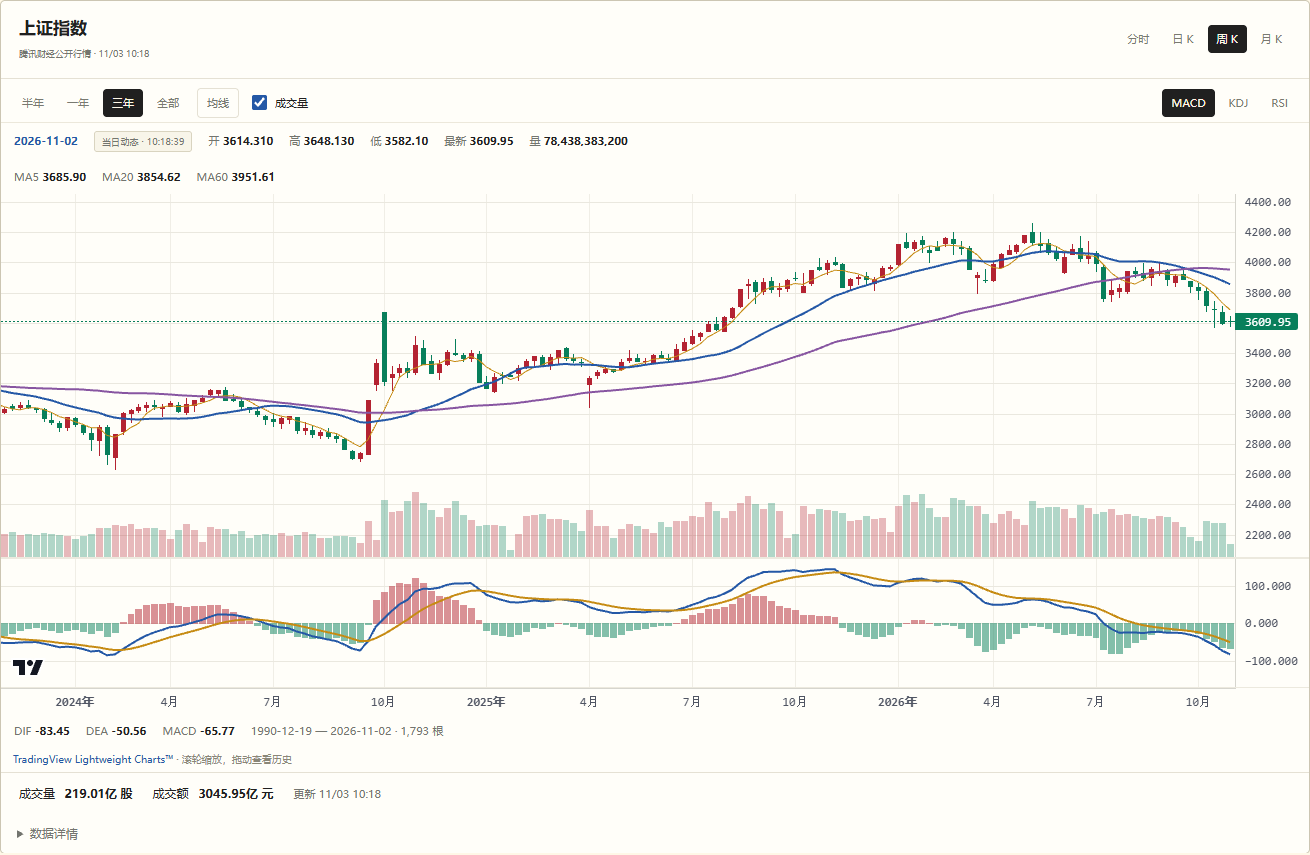 上证指数
腾讯财经公开行情 · 11/03 10:18
分时 日 K 周 K 月 K
半年 一年 三年 全部 均线 成交量 MACD KDJ RSI
2026-11-02 当日动态 · 10:18:39 开 3614.310 高 3648.130 低 3582.10 最新 3609.95 量 78,438,383,200
MA5 3685.90 MA20 3854.62 MA60 3951.61
4400.00
4200.00
4000.00
3800.00
3609.95
3400.00
3200.00
3000.00
2800.00
2600.00
2400.00
2200.00
100.000
0.000
-100.000
2024年 4月 7月 10月 2025年 4月 7月 10月 2026年 4月 7月 10月
DIF -83.45 DEA -50.56 MACD -65.77 1990-12-19 — 2026-11-02 · 1,793 根
TradingView Lightweight Charts™ · 滚轮缩放，拖动查看历史
成交量 219.01亿 股 成交额 3045.95亿 元 更新 11/03 10:18
数据详情